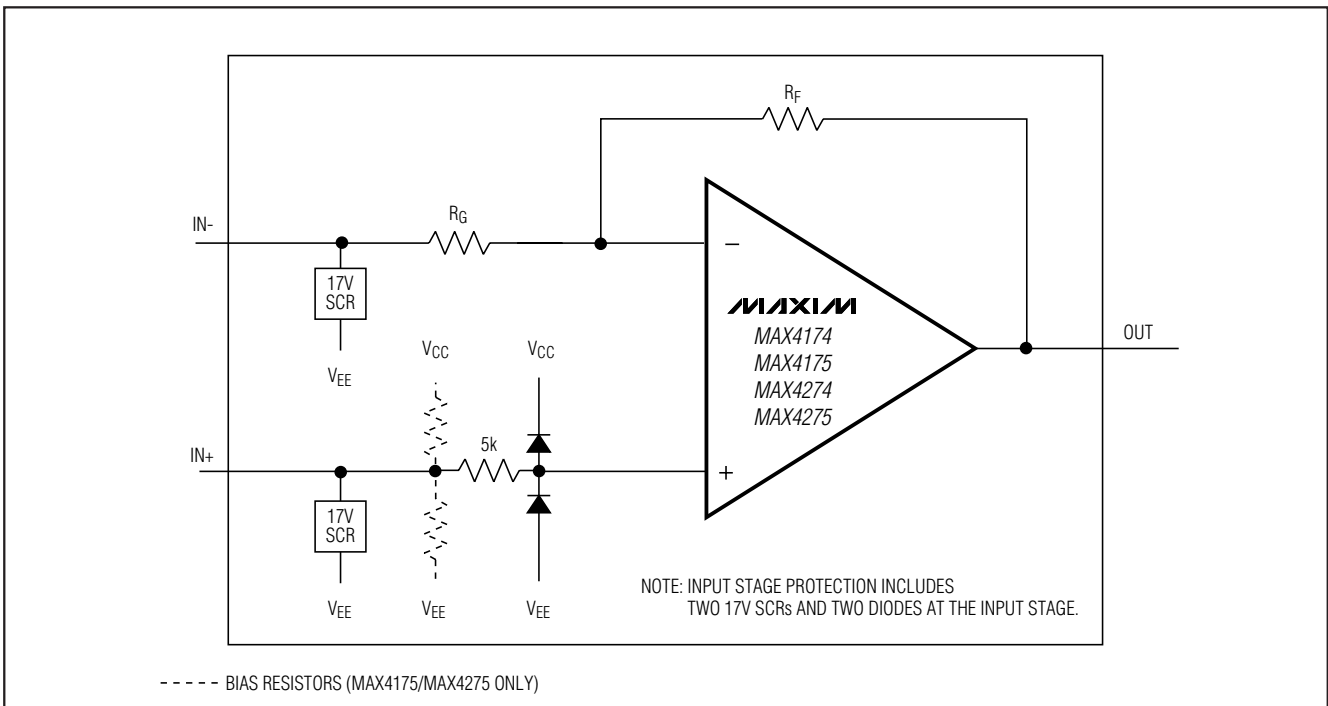 RF
IN-
RG
17V
SCR
VEE
VCC
VCC
−
MAXIM
MAX4174
MAX4175
MAX4274
MAX4275
OUT
IN+
5k
+
17V
SCR
VEE
VEE
VEE
NOTE: INPUT STAGE PROTECTION INCLUDES
TWO 17V SCRs AND TWO DIODES AT THE INPUT STAGE.
----- BIAS RESISTORS (MAX4175/MAX4275 ONLY)